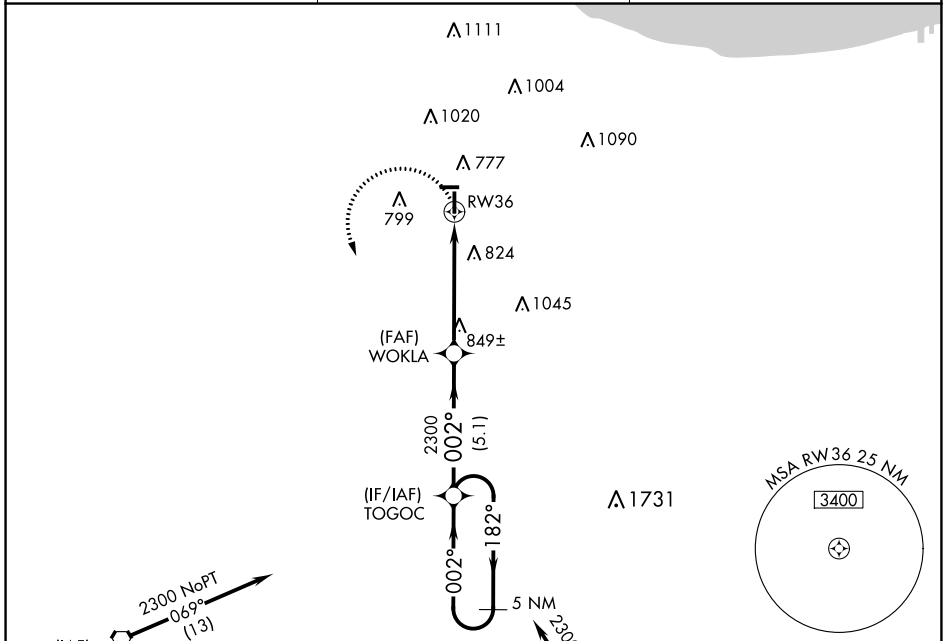 1111
1004
1020
1090
777
RW36
799
824
1045
(FAF)
WOKLA
849±
2300
002°
(5.1)
MSA RW36 25 NM
3400
(IF/IAF)
TOGOC
1731
182°
002°
5 NM
2300 NoPT
069°
(13)